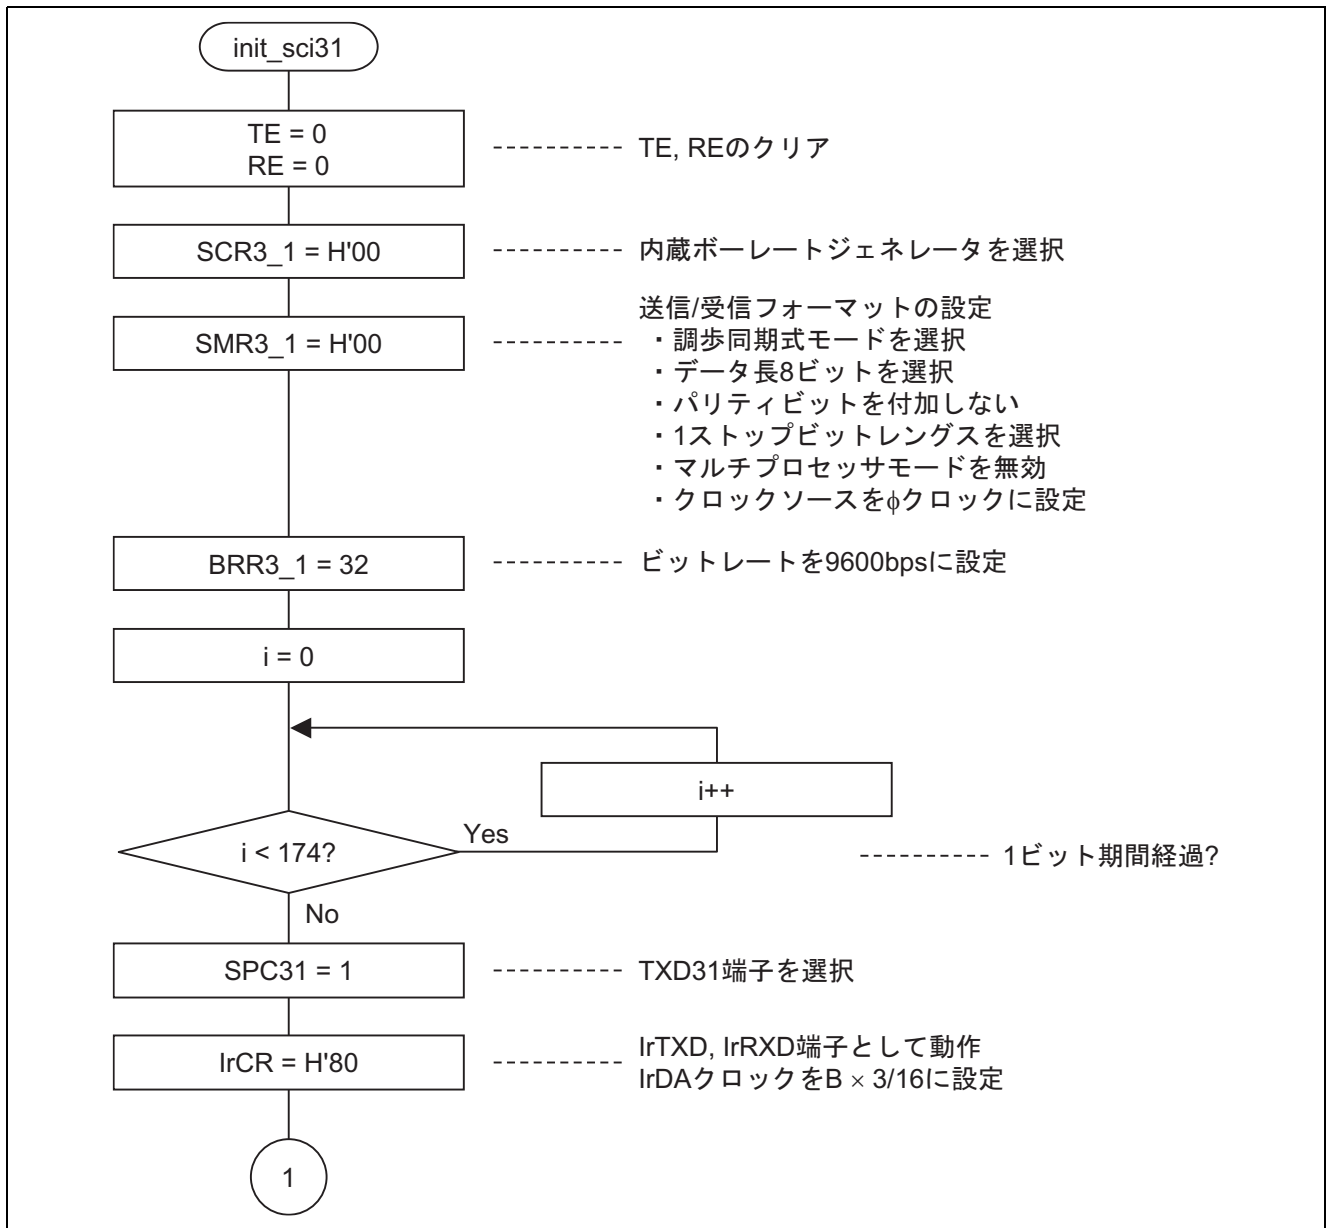 init_sci31
TE = 0
RE = 0
---------- TE, REのクリア
SCR3_1 = H'00
---------- 内蔵ボーレートジェネレータを選択
送信/受信フォーマットの設定
SMR3_1 = H'00
---------- ・調歩同期式モードを選択
・データ長8ビットを選択
・パリティビットを付加しない
・1ストップビットレングスを選択
・マルチプロセッサモードを無効
・クロックソースをφクロックに設定
BRR3_1 = 32
---------- ビットレートを9600bpsに設定
i = 0
i++
i < 174?
Yes
---------- 1ビット期間経過?
No
SPC31 = 1
---------- TXD31端子を選択
IrCR = H'80
---------- IrTXD, IrRXD端子として動作
IrDAクロックをB × 3/16に設定
1